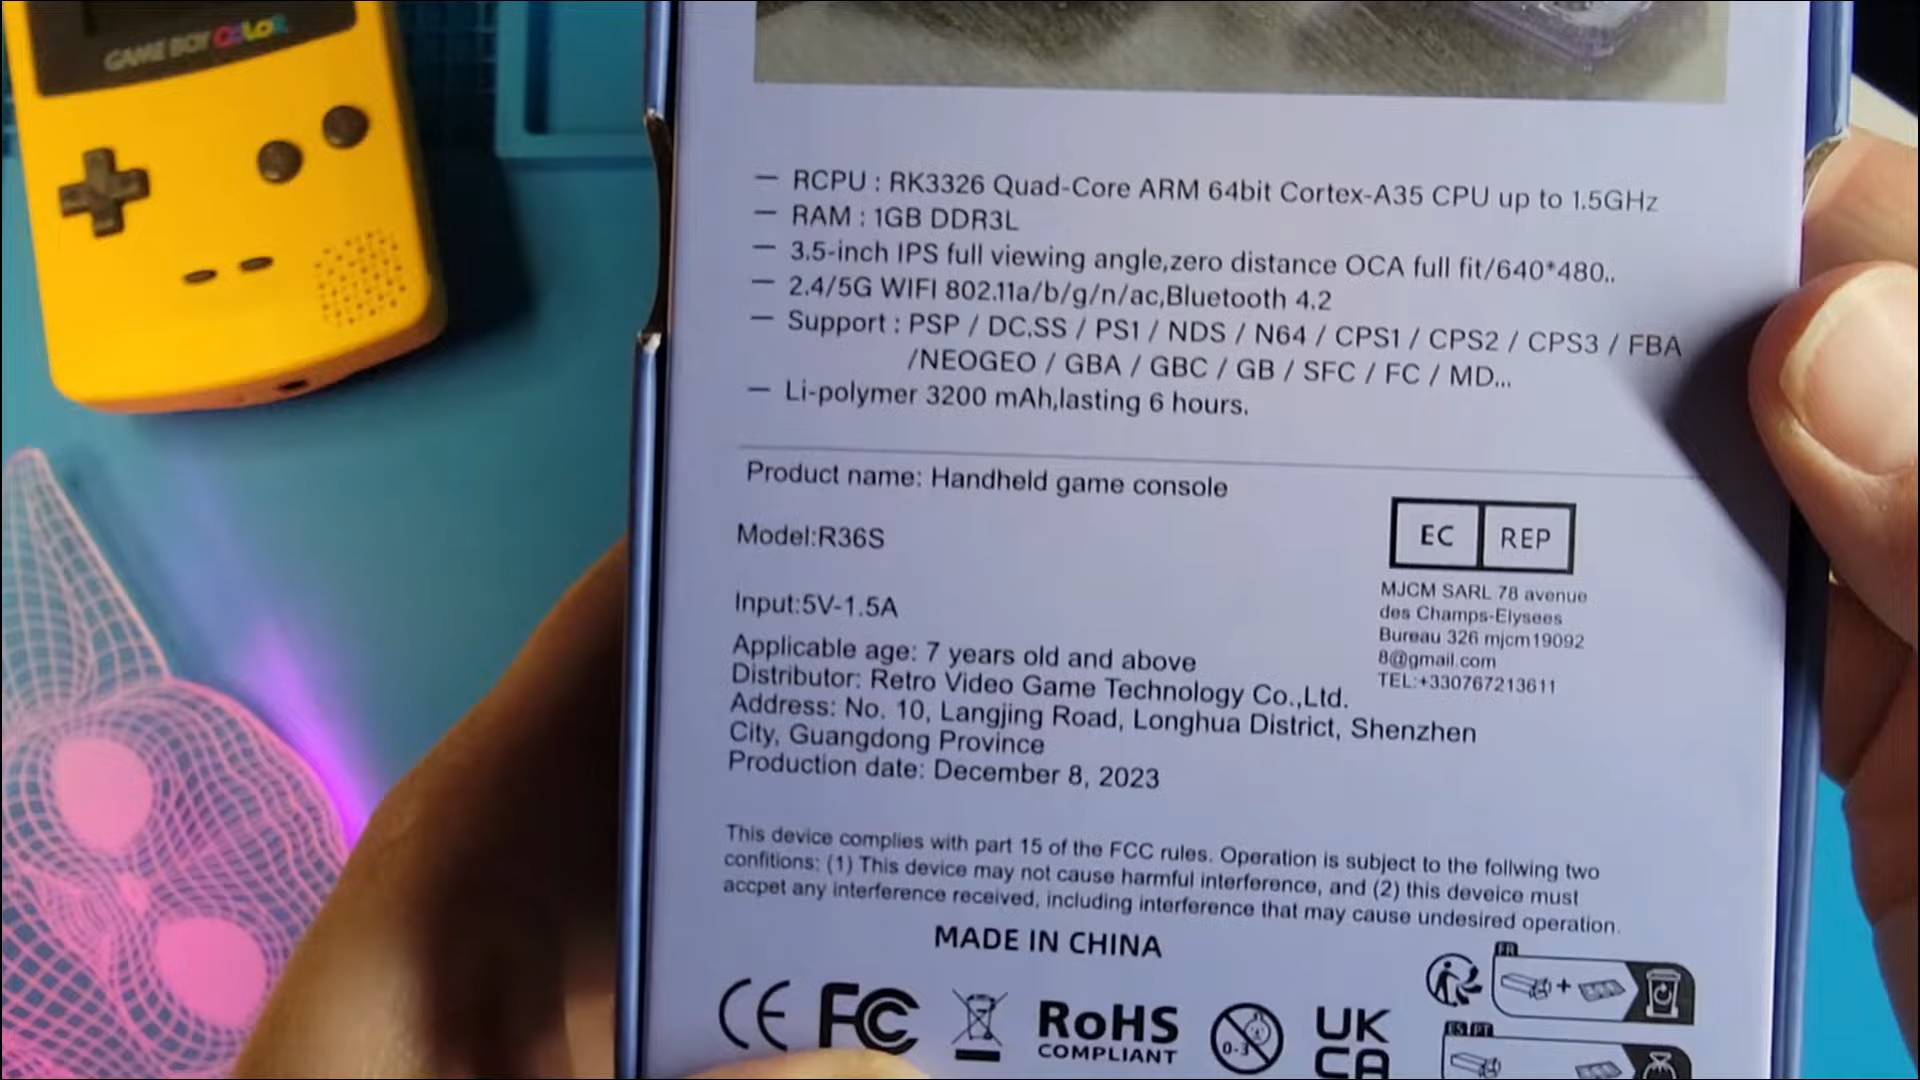 GAME BOY COLOR
— RCPU : RK3326 Quad-Core ARM 64bit Cortex-A35 CPU up to 1.5GHz
— RAM : 1GB DDR3L
— 3.5-inch IPS full viewing angle,zero distance OCA full fit/640*480..
— 2.4/5G WIFI 802.11a/b/g/n/ac,Bluetooth 4.2
— Support : PSP / DC.SS / PS1 / NDS / N64 / CPS1 / CPS2 / CPS3 / FBA
/NEOGEO / GBA / GBC / GB / SFC / FC / MD...
— Li-polymer 3200 mAh,lasting 6 hours.
Product name: Handheld game console
Model:R36S
Input:5V-1.5A
Applicable age: 7 years old and above
Distributor: Retro Video Game Technology Co.,Ltd.
Address: No. 10, Langjing Road, Longhua District, Shenzhen
City, Guangdong Province
Production date: December 8, 2023
EC REP
MJCM SARL 78 avenue
des Champs-Elysees
Bureau 326 mjcm19092
8@gmail.com
TEL:+330767213611
This device complies with part 15 of the FCC rules. Operation is subject to the follwing two
confitions: (1) This device may not cause harmful interference, and (2) this deveice must
accpet any interference received, including interference that may cause undesired operation.
MADE IN CHINA
CE FC RoHS
COMPLIANT
0-3
UK
CA
FR
ES PT